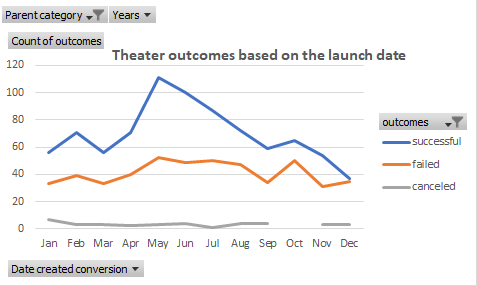 Parent category Years
Count of outcomes
Theater outcomes based on the launch date
120
100
80
60
40
20
0
Jan Feb Mar Apr May Jun Jul Aug Sep Oct Nov Dec
outcomes
successful
failed
canceled
Date created conversion